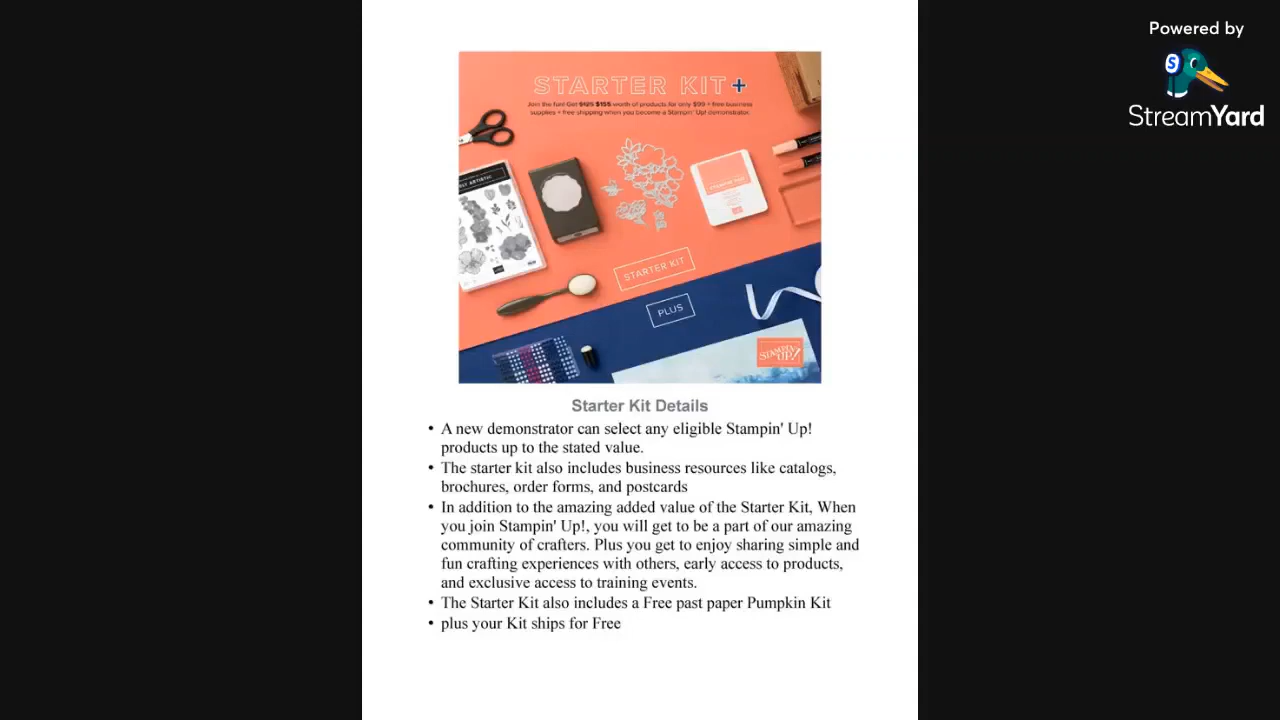 Powered by
S
StreamYard
STARTER KIT+
Join the fun! Get $125 $155 worth of products for only $99 + free business
supplies + free shipping when you become a Stampin' Up! demonstrator.
ARTISTIC
STARTER KIT
PLUS
STAMPIN' UP!
Starter Kit Details
• A new demonstrator can select any eligible Stampin' Up!
products up to the stated value.
• The starter kit also includes business resources like catalogs,
brochures, order forms, and postcards
• In addition to the amazing added value of the Starter Kit, When
you join Stampin' Up!, you will get to be a part of our amazing
community of crafters. Plus you get to enjoy sharing simple and
fun crafting experiences with others, early access to products,
and exclusive access to training events.
• The Starter Kit also includes a Free past paper Pumpkin Kit
• plus your Kit ships for Free